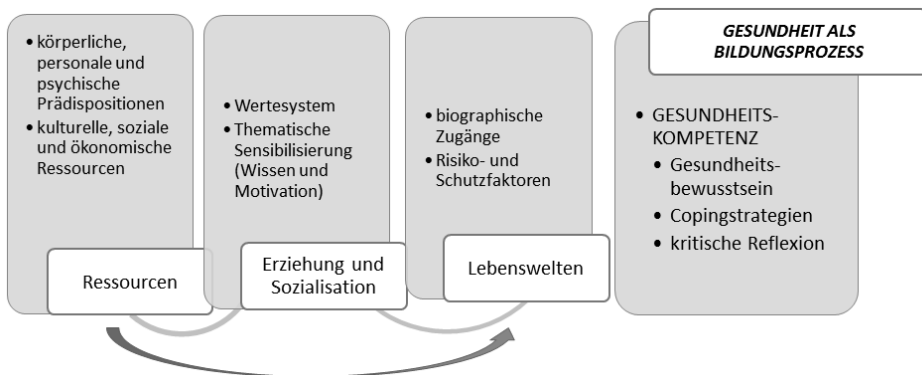 • körperliche,
personale und
psychische
Prädispositionen
• kulturelle, soziale
und ökonomische
Ressourcen
Ressourcen
• Wertesystem
• Thematische
Sensibilisierung
(Wissen und
Motivation)
Erziehung und
Sozialisation
• biographische
Zugänge
• Risiko- und
Schutzfaktoren
Lebenswelten
GESUNDHEIT ALS
BILDUNGSPROZESS
• GESUNDHEITS-
KOMPETENZ
• Gesundheits-
bewusstsein
• Copingstrategien
• kritische Reflexion